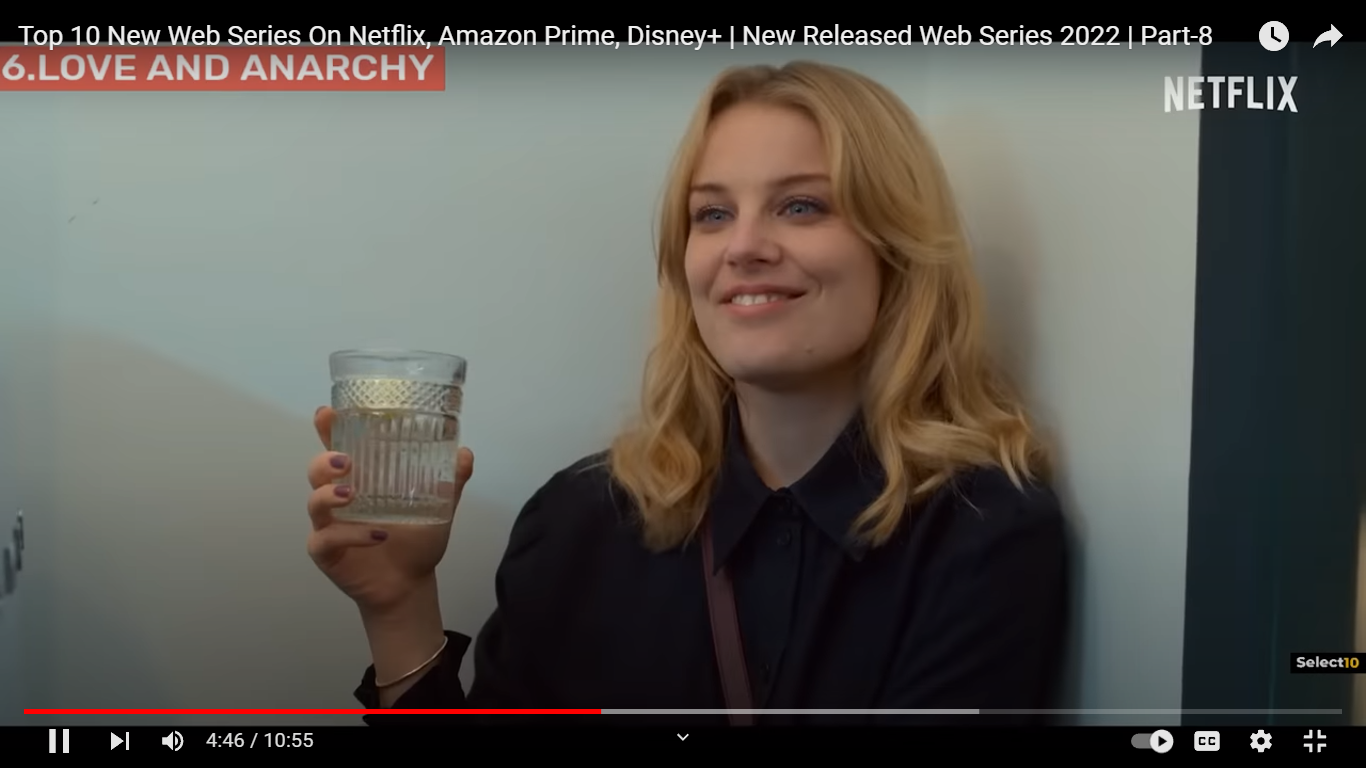 Top 10 New Web Series On Netflix, Amazon Prime, Disney+ | New Released Web Series 2022 | Part-8
6.LOVE AND ANARCHY
NETFLIX
Select10
4:46 / 10:55
CC